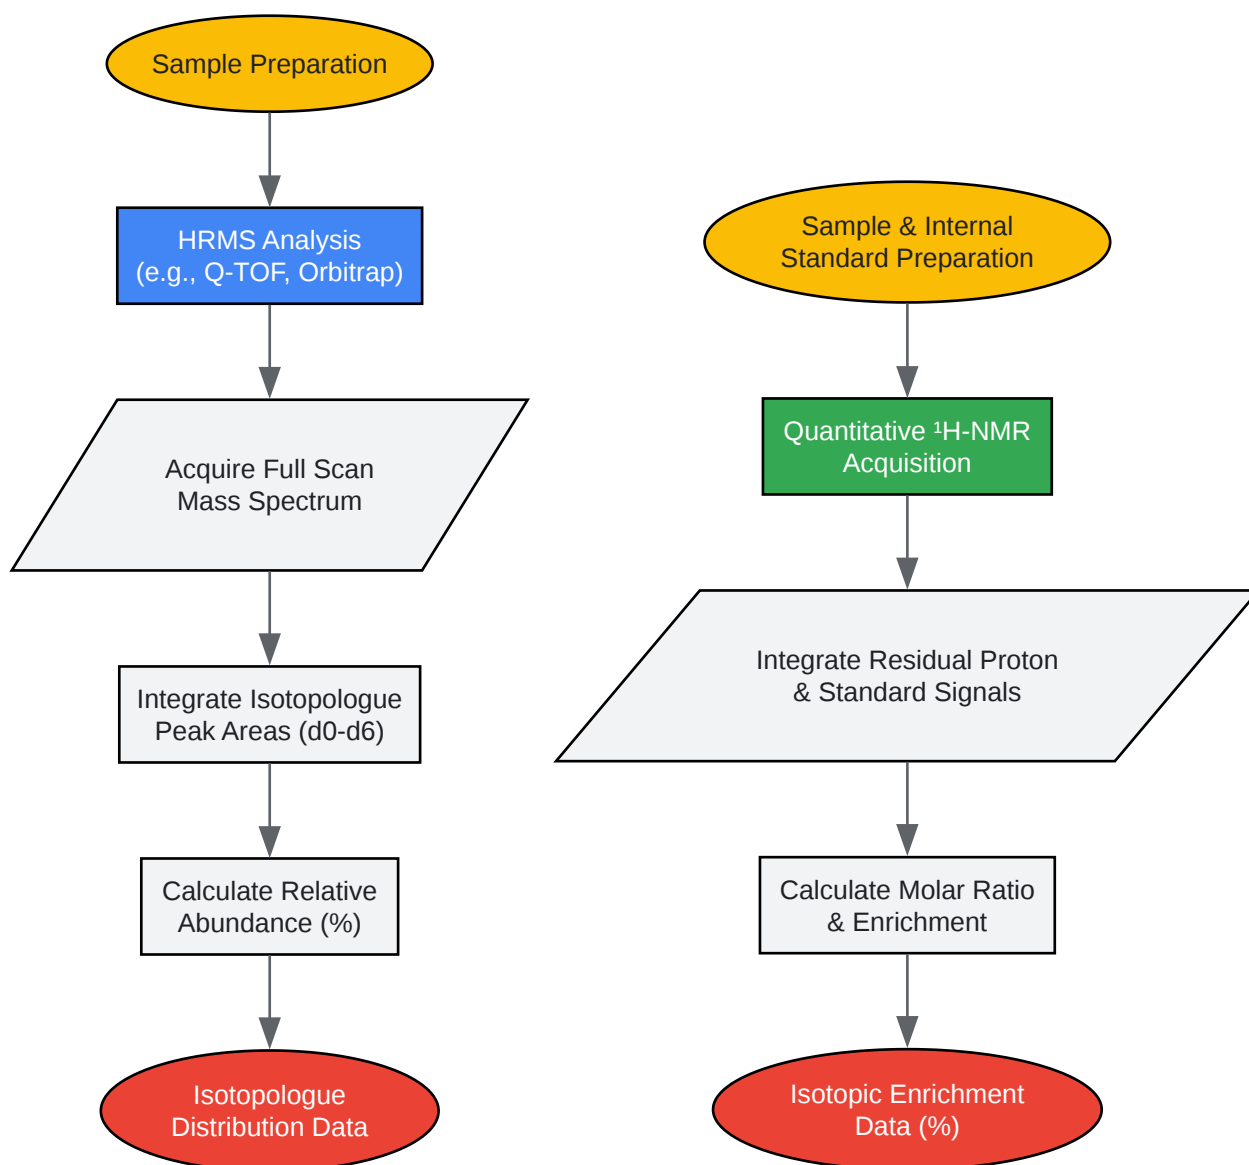 Sample Preparation
HRMS Analysis
(e.g., Q-TOF, Orbitrap)
Acquire Full Scan
Mass Spectrum
Integrate Isotopologue
Peak Areas (d0-d6)
Calculate Relative
Abundance (%)
Isotopologue
Distribution Data
Sample & Internal
Standard Preparation
Quantitative ¹H-NMR
Acquisition
Integrate Residual Proton
& Standard Signals
Calculate Molar Ratio
& Enrichment
Isotopic Enrichment
Data (%)